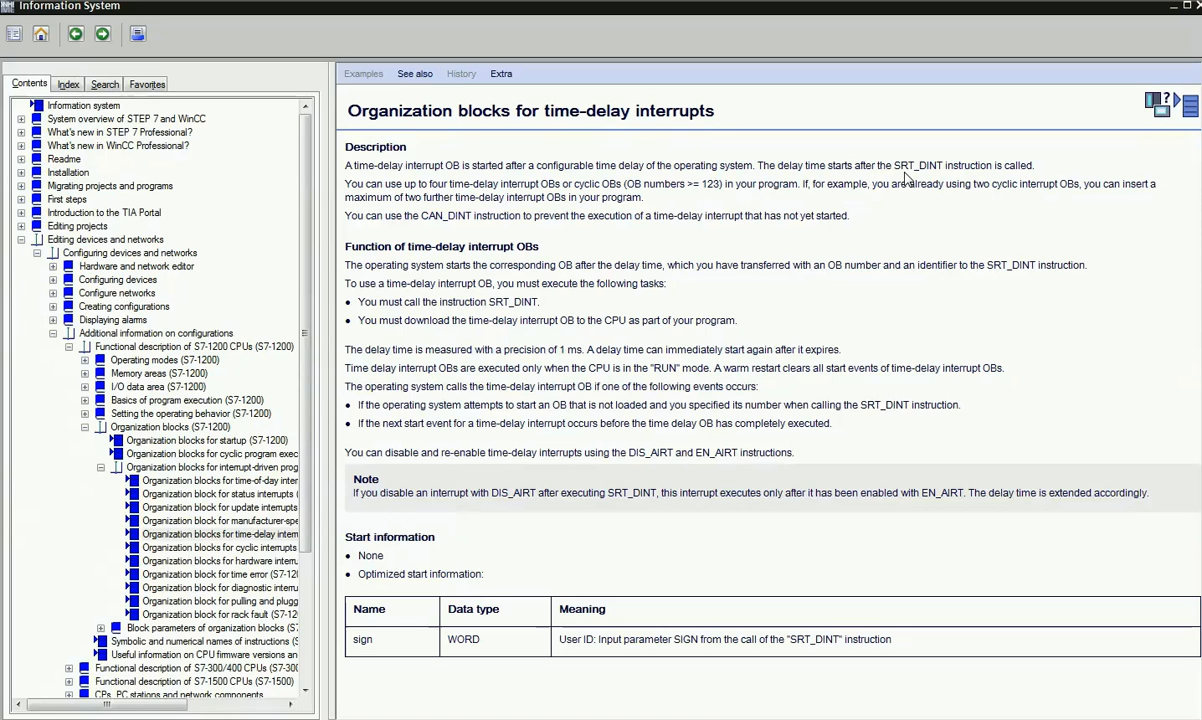 Information System
Contents Index Search Favorites
Information system
System overview of STEP 7 and WinCC
What's new in STEP 7 Professional?
What's new in WinCC Professional?
Readme
Installation
Migrating projects and programs
First steps
Introduction to the TIA Portal
Editing projects
Editing devices and networks
Configuring devices and networks
Hardware and network editor
Configuring devices
Configure networks
Creating configurations
Displaying alarms
Additional information on configurations
Functional description of S7-1200 CPUs (S7-1200)
Operating modes (S7-1200)
Memory areas (S7-1200)
I/O data area (S7-1200)
Basics of program execution (S7-1200)
Setting the operating behavior (S7-1200)
Organization blocks (S7-1200)
Organization blocks for startup (S7-1200)
Organization blocks for cyclic program exec
Organization blocks for interrupt-driven prog
Organization blocks for time-of-day inter
Organization block for status interrupts (
Organization block for update interrupts
Organization block for manufacturer-spe
Organization blocks for time-delay interr
Organization blocks for cyclic interrupts
Organization blocks for hardware interru
Organization block for time error (S7-120
Organization block for diagnostic interru
Organization block for pulling and plugg
Organization block for rack fault (S7-12
Block parameters of organization blocks (S7
Symbolic and numerical names of instructions (S
Useful information on CPU firmware versions an
Functional description of S7-300/400 CPUs (S7-300
Functional description of S7-1500 CPUs (S7-1500)
CPs, PC stations and network components
Examples See also History Extra
Organization blocks for time-delay interrupts
Description
A time-delay interrupt OB is started after a configurable time delay of the operating system. The delay time starts after the SRT_DINT instruction is called.
You can use up to four time-delay interrupt OBs or cyclic OBs (OB numbers >= 123) in your program. If, for example, you are already using two cyclic interrupt OBs, you can insert a
maximum of two further time-delay interrupt OBs in your program.
You can use the CAN_DINT instruction to prevent the execution of a time-delay interrupt that has not yet started.
Function of time-delay interrupt OBs
The operating system starts the corresponding OB after the delay time, which you have transferred with an OB number and an identifier to the SRT_DINT instruction.
To use a time-delay interrupt OB, you must execute the following tasks:
• You must call the instruction SRT_DINT.
• You must download the time-delay interrupt OB to the CPU as part of your program.
The delay time is measured with a precision of 1 ms. A delay time can immediately start again after it expires.
Time delay interrupt OBs are executed only when the CPU is in the "RUN" mode. A warm restart clears all start events of time-delay interrupt OBs.
The operating system calls the time-delay interrupt OB if one of the following events occurs:
• If the operating system attempts to start an OB that is not loaded and you specified its number when calling the SRT_DINT instruction.
• If the next start event for a time-delay interrupt occurs before the time delay OB has completely executed.
You can disable and re-enable time-delay interrupts using the DIS_AIRT and EN_AIRT instructions.
Note
If you disable an interrupt with DIS_AIRT after executing SRT_DINT, this interrupt executes only after it has been enabled with EN_AIRT. The delay time is extended accordingly.
Start information
• None
• Optimized start information:
Name Data type Meaning
sign WORD User ID: Input parameter SIGN from the call of the "SRT_DINT" instruction